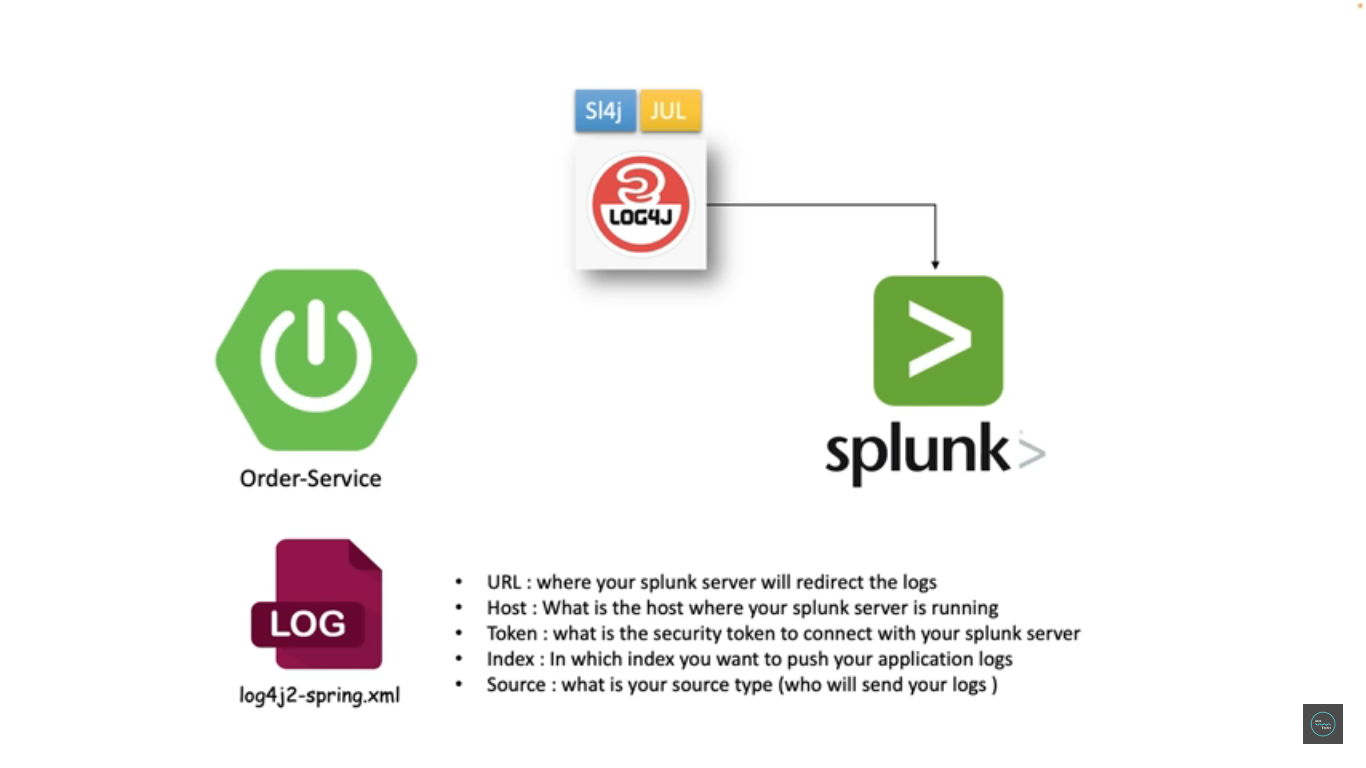 Sl4j JUL
LOG4J
splunk>
Order-Service
LOG
log4j2-spring.xml
• URL : where your splunk server will redirect the logs
• Host : What is the host where your splunk server is running
• Token : what is the security token to connect with your splunk server
• Index : In which index you want to push your application logs
• Source : what is your source type (who will send your logs )